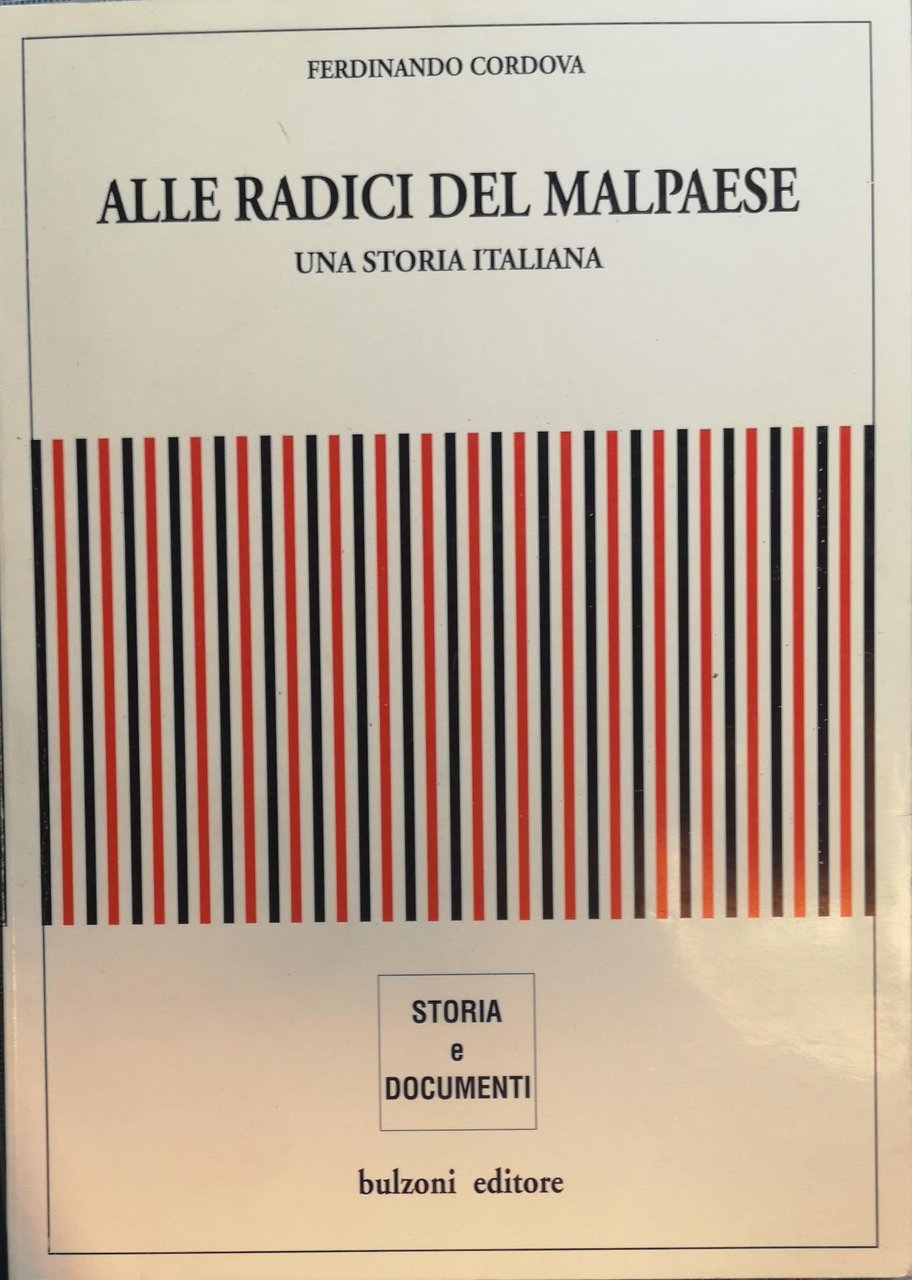 FERDINANDO CORDOVA
ALLE RADICI DEL MALPAESE
UNA STORIA ITALIANA
STORIA
e
DOCUMENTI
bulzoni editore